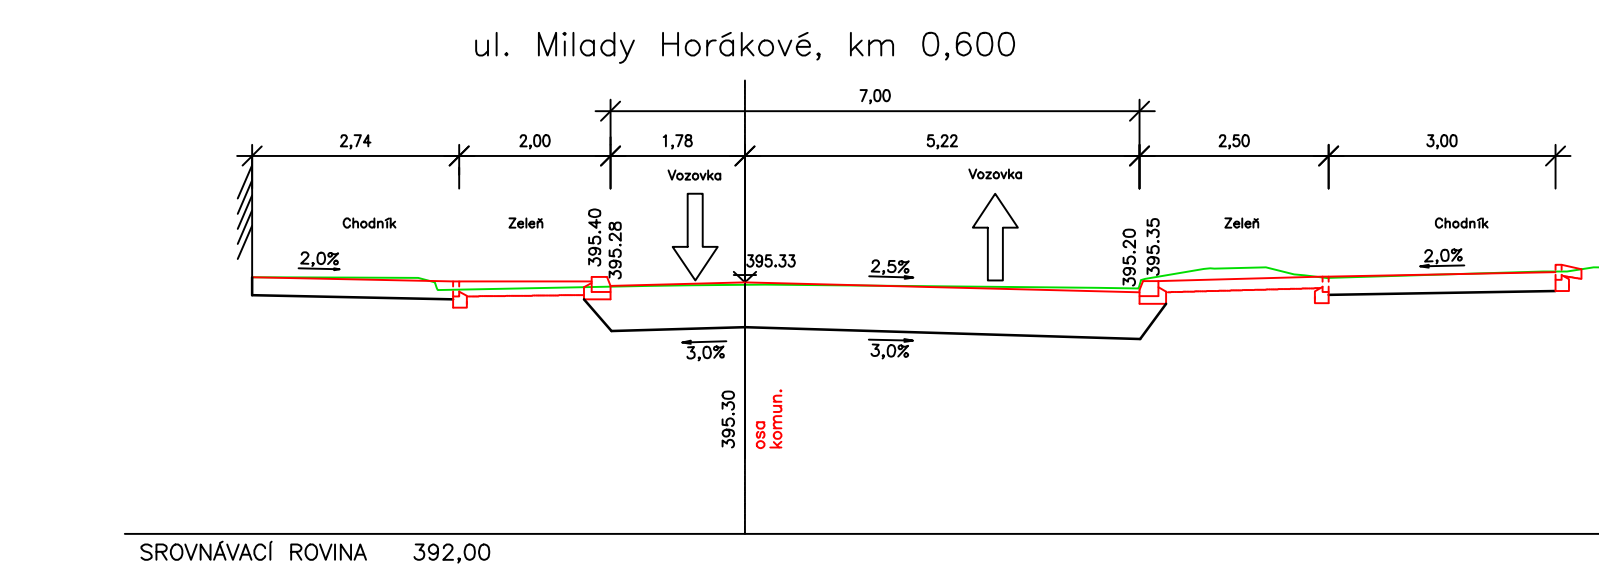 ul. Milady Horákové, km 0,600
7,00
2,74 2,00 1,78 5,22 2,50 3,00
Vozovka Vozovka
Chodník Zeleň 395.40 395.28 395.20 395.35 Zeleň Chodník
2,0% 395.33 2,5% 2,0%
3,0% 3,0%
395.30
osa
komun.
SROVNÁVACÍ ROVINA 392,00